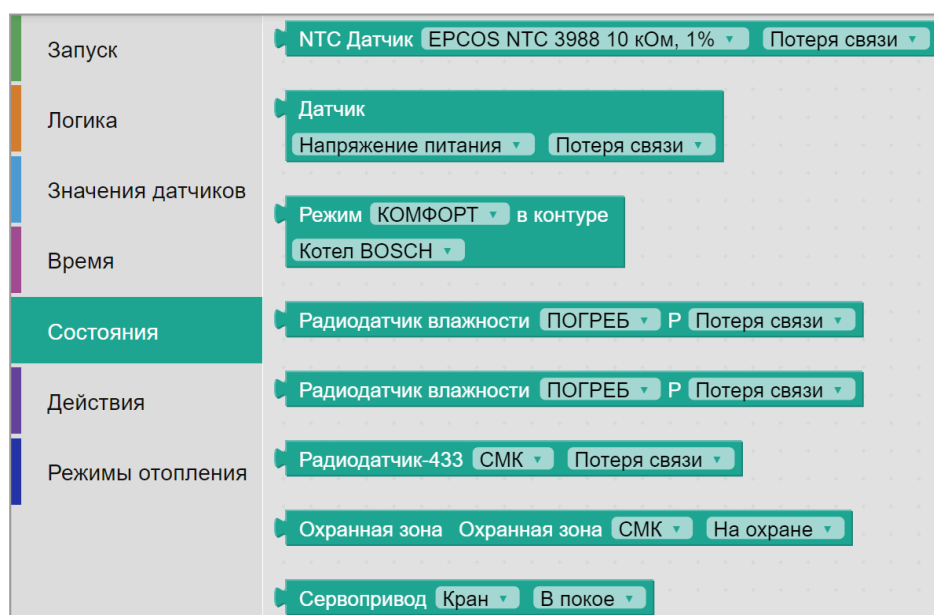 Запуск
Логика
Значения датчиков
Время
Состояния
Действия
Режимы отопления
NTC Датчик EPCOS NTC 3988 10 кОм, 1% Потеря связи
Датчик
Напряжение питания Потеря связи
Режим КОМФОРТ в контуре
Котел BOSCH
Радиодатчик влажности ПОГРЕБ Р Потеря связи
Радиодатчик влажности ПОГРЕБ Р Потеря связи
Радиодатчик-433 СМК Потеря связи
Охранная зона Охранная зона СМК На охране
Сервопривод Кран В покое